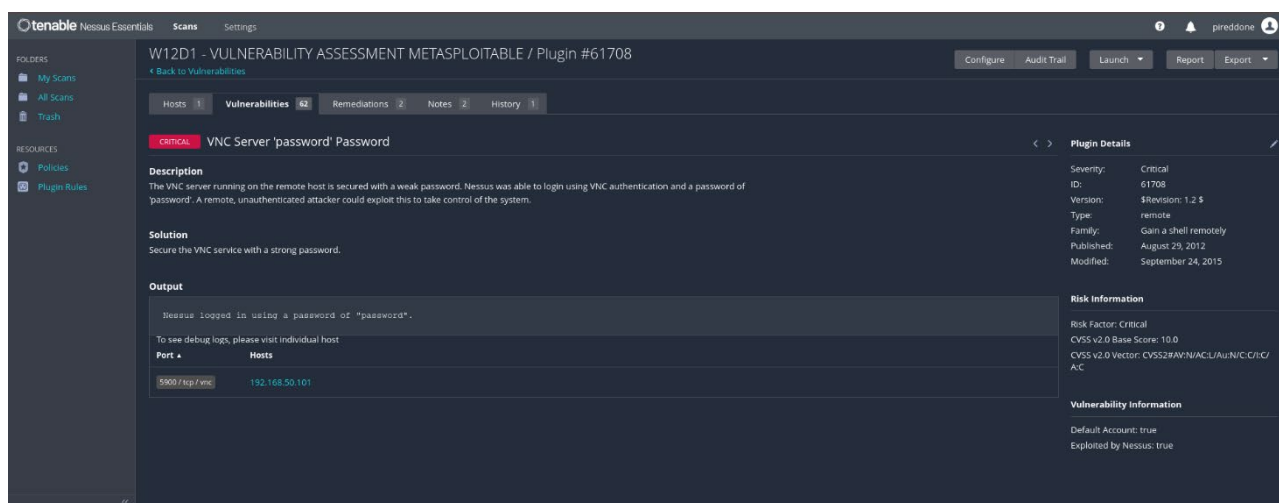 tenable Nessus Essentials Scans Settings pireddone
FOLDERS
My Scans
All Scans
Trash
RESOURCES
Policies
Plugin Rules
W12D1 - VULNERABILITY ASSESSMENT METASPLOITABLE / Plugin #61708
< Back to Vulnerabilities
Configure Audit Trail Launch Report Export
Hosts 1 Vulnerabilities 62 Remediations 2 Notes 2 History 1
CRITICAL VNC Server 'password' Password
Description
The VNC server running on the remote host is secured with a weak password. Nessus was able to login using VNC authentication and a password of
'password'. A remote, unauthenticated attacker could exploit this to take control of the system.
Solution
Secure the VNC service with a strong password.
Output
Nessus logged in using a password of "password".
To see debug logs, please visit individual host
Port Hosts
5900 / tcp / vnc 192.168.50.101
Plugin Details
Severity: Critical
ID: 61708
Version: $Revision: 1.2 $
Type: remote
Family: Gain a shell remotely
Published: August 29, 2012
Modified: September 24, 2015
Risk Information
Risk Factor: Critical
CVSS v2.0 Base Score: 10.0
CVSS v2.0 Vector: CVSS2#AV:N/AC:L/Au:N/C:C/I:C/
A:C
Vulnerability Information
Default Account: true
Exploited by Nessus: true